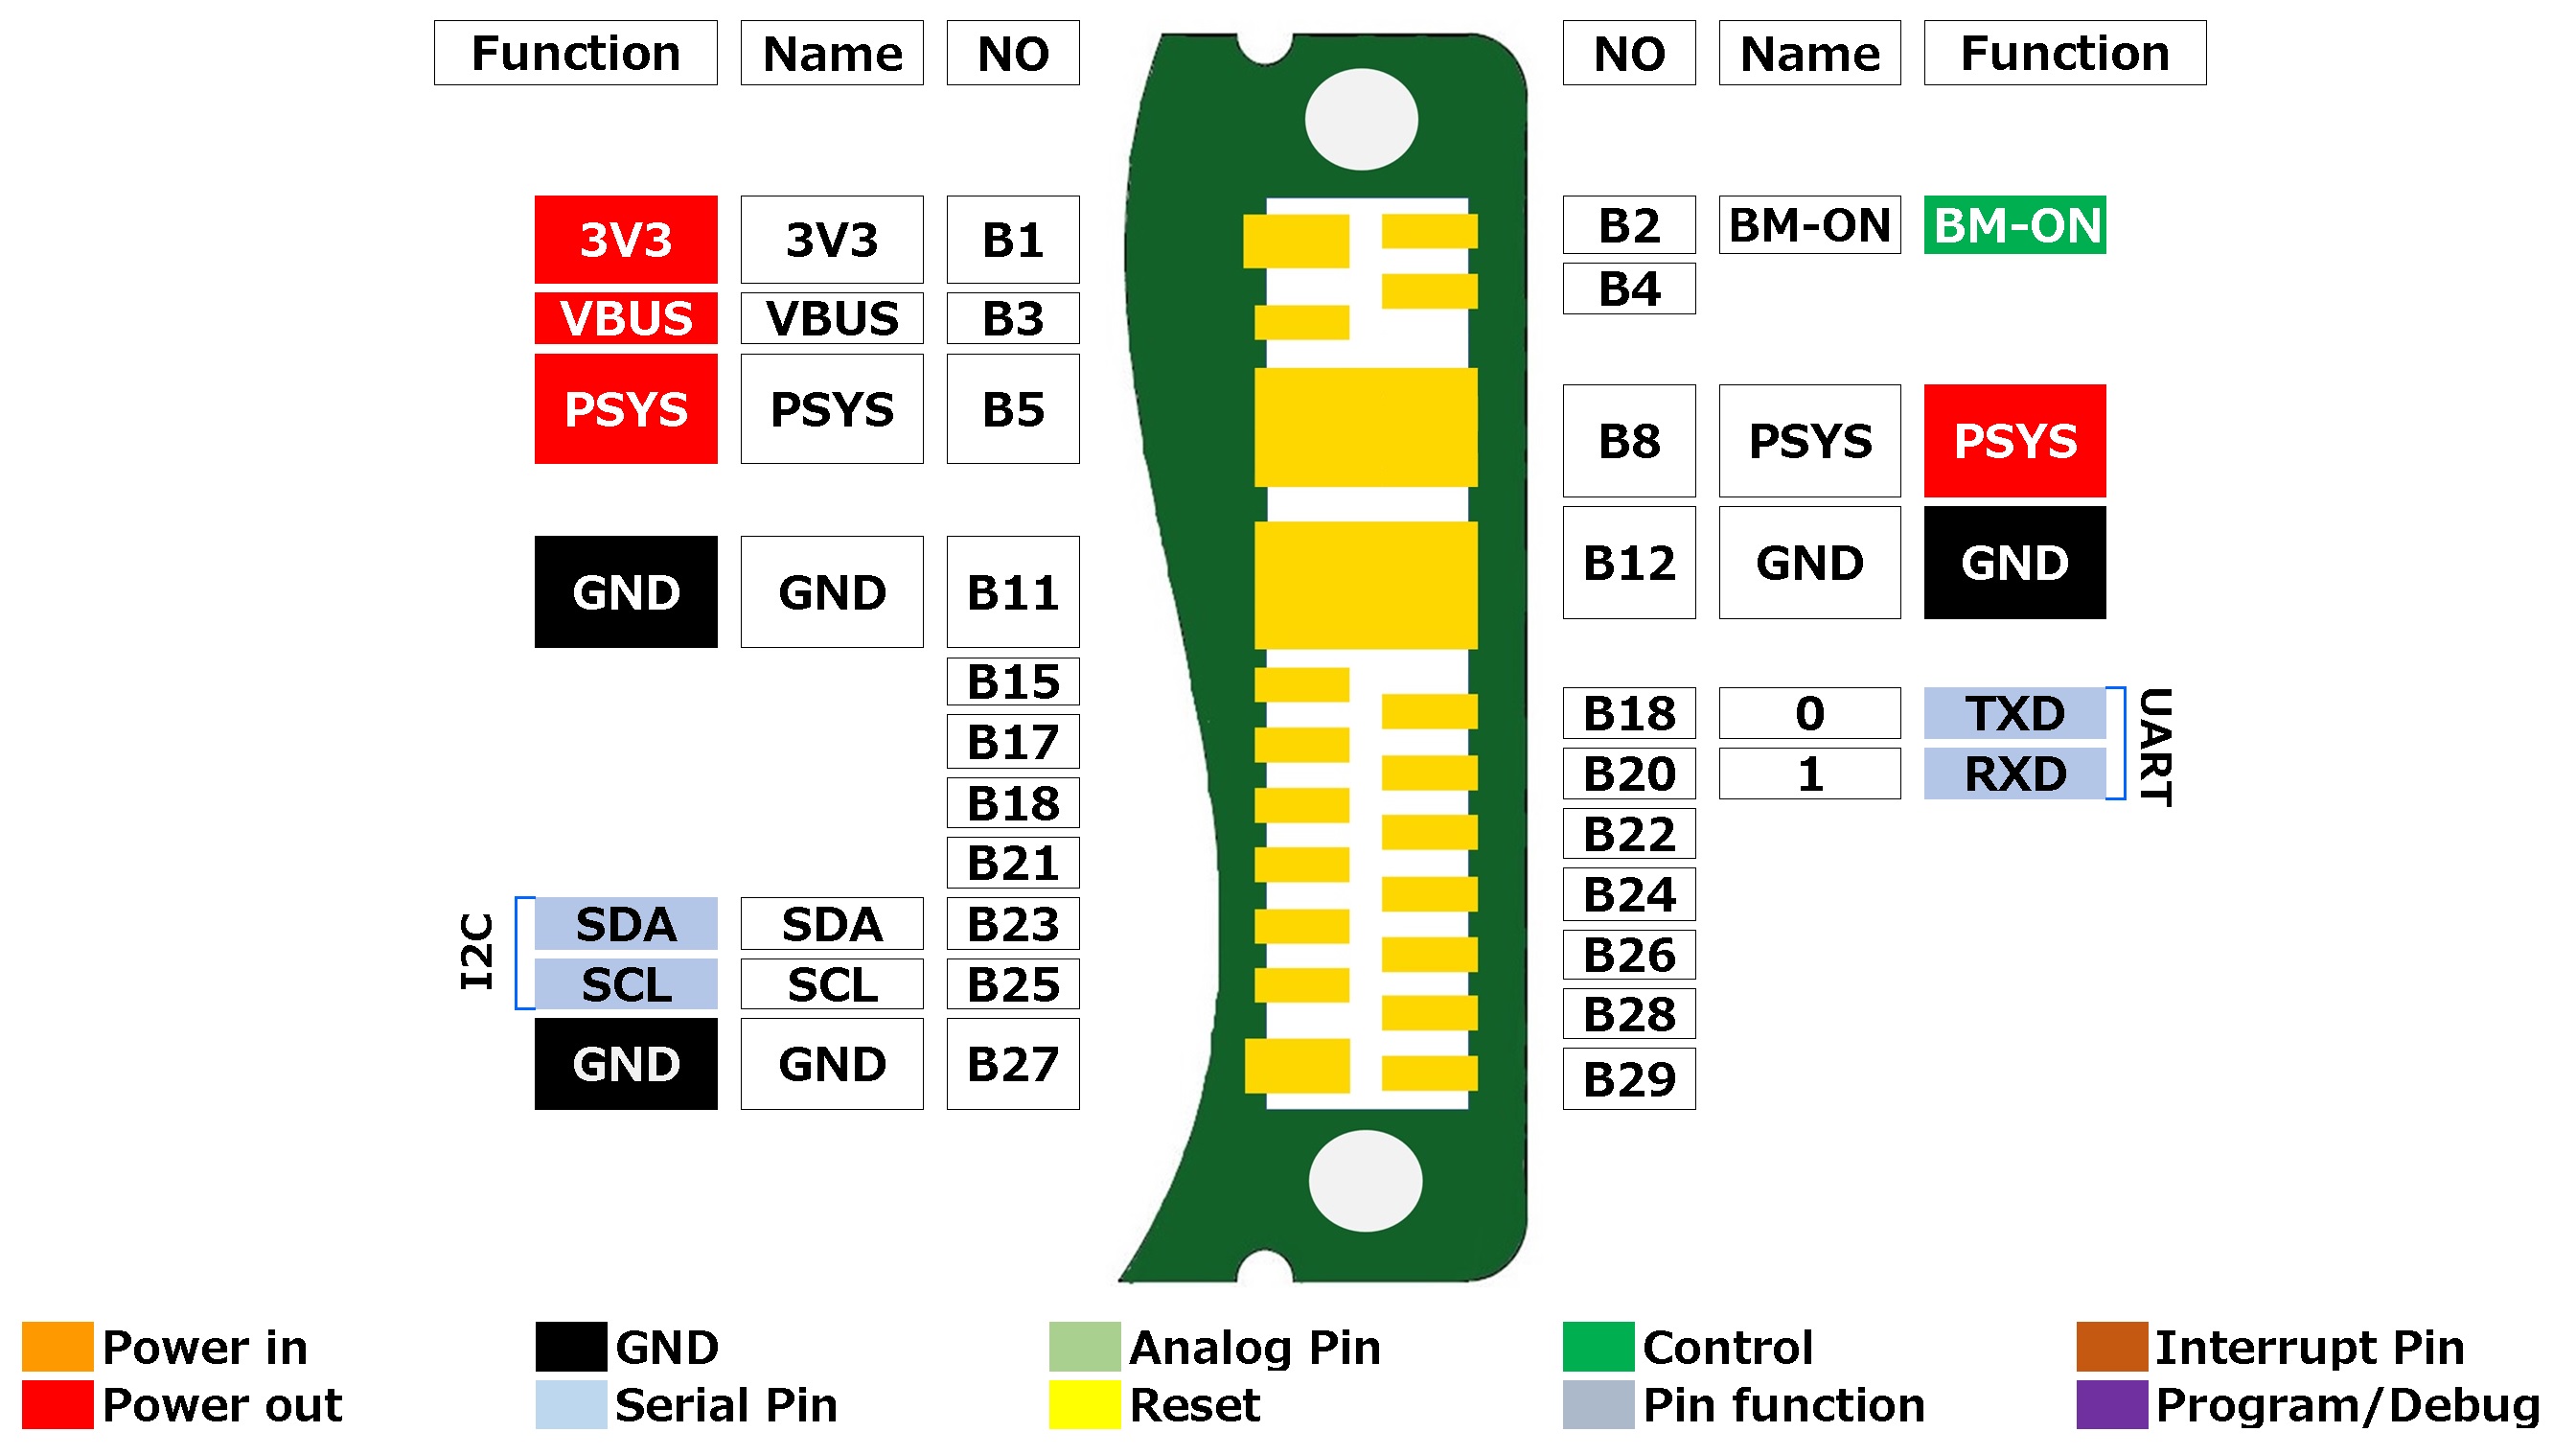 Function Name NO NO Name Function
3V3 3V3 B1 B2 BM-ON BM-ON
B4
VBUS VBUS B3
PSYS PSYS B5 B8 PSYS PSYS
GND GND B11 B12 GND GND
B15
B18 0 TXD
B17
B20 1 RXD
UART
B18
B22
B21
B24
SDA SDA B23
B26
I2C
SCL SCL B25
B28
GND GND B27 B29
Power in GND Analog Pin Control Interrupt Pin
Power out Serial Pin Reset Pin function Program/Debug